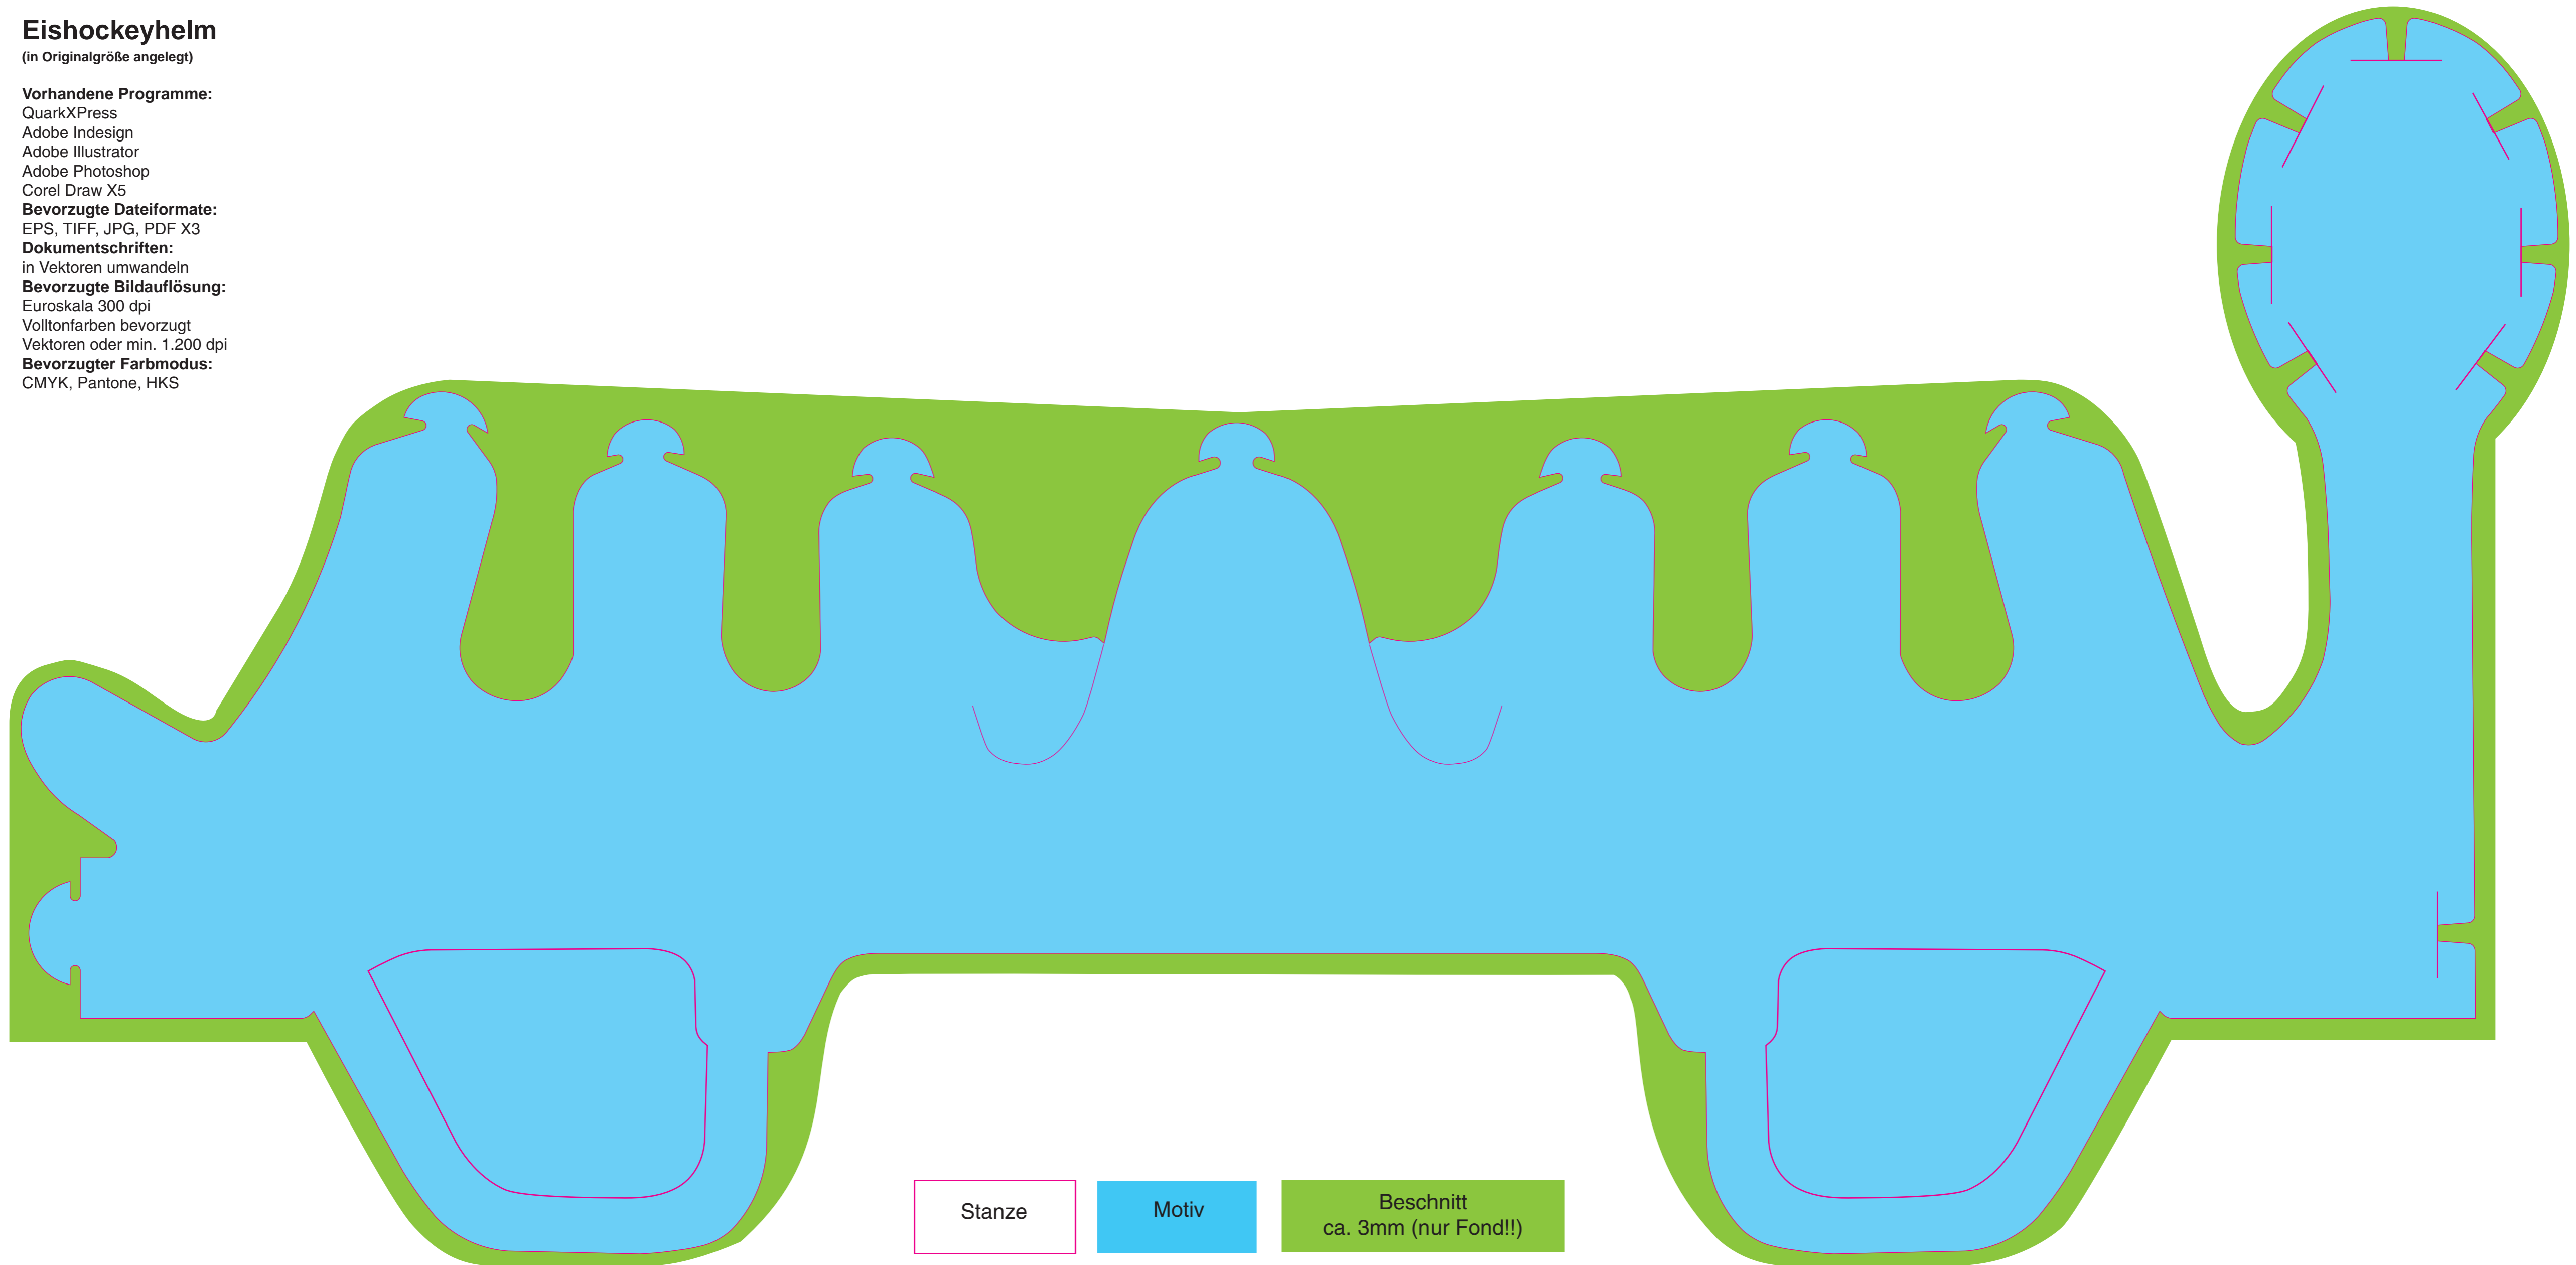 Eishockeyhelm
(in Originalgröße angelegt)
Vorhandene Programme:
QuarkXPress
Adobe Indesign
Adobe Illustrator
Adobe Photoshop
Corel Draw X5
Bevorzugte Dateiformate:
EPS, TIFF, JPG, PDF X3
Dokumentschriften:
in Vektoren umwandeln
Bevorzugte Bildauflösung:
Euroskala 300 dpi
Volltonfarben bevorzugt
Vektoren oder min. 1.200 dpi
Bevorzugter Farbmodus:
CMYK, Pantone, HKS
Stanze
Motiv
Beschnitt
ca. 3mm (nur Fond!!)